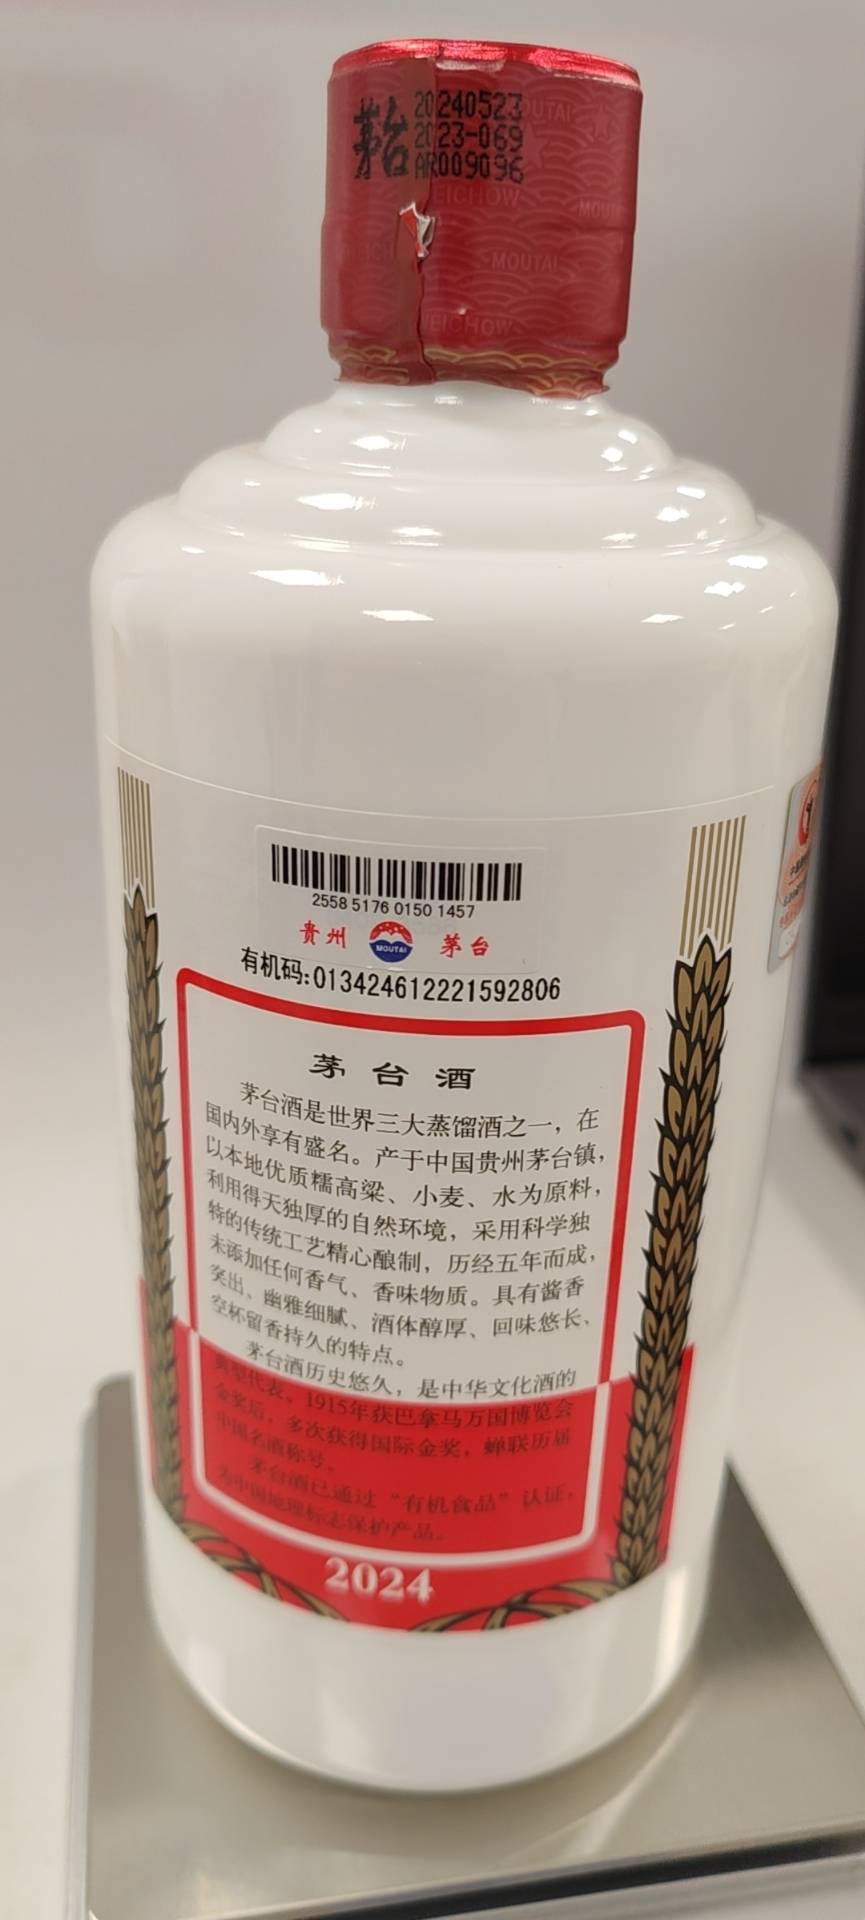 茅台
20240523
2023-069
AR009096
MOUTAI
WEICHOW
MOUTAI
MOUTAI
WEICHOW
2558 5176 0150 1457
贵州 MOUTAI 茅台
有机码:013424612221592806
茅台酒
茅台酒是世界三大蒸馏酒之一，在
国内外享有盛名。产于中国贵州茅台镇，
以本地优质糯高粱、小麦、水为原料，
利用得天独厚的自然环境，采用科学独
特的传统工艺精心酿制，历经五年而成，
未添加任何香气、香味物质。具有酱香
突出、幽雅细腻、酒体醇厚、回味悠长、
空杯留香持久的特点。
茅台酒历史悠久，是中华文化酒的
典型代表。1915年获巴拿马万国博览会
金奖后，多次获得国际金奖，蝉联历届
中国名酒称号。
茅台酒已通过“有机食品”认证，
为中国地理标志保护产品。
2024